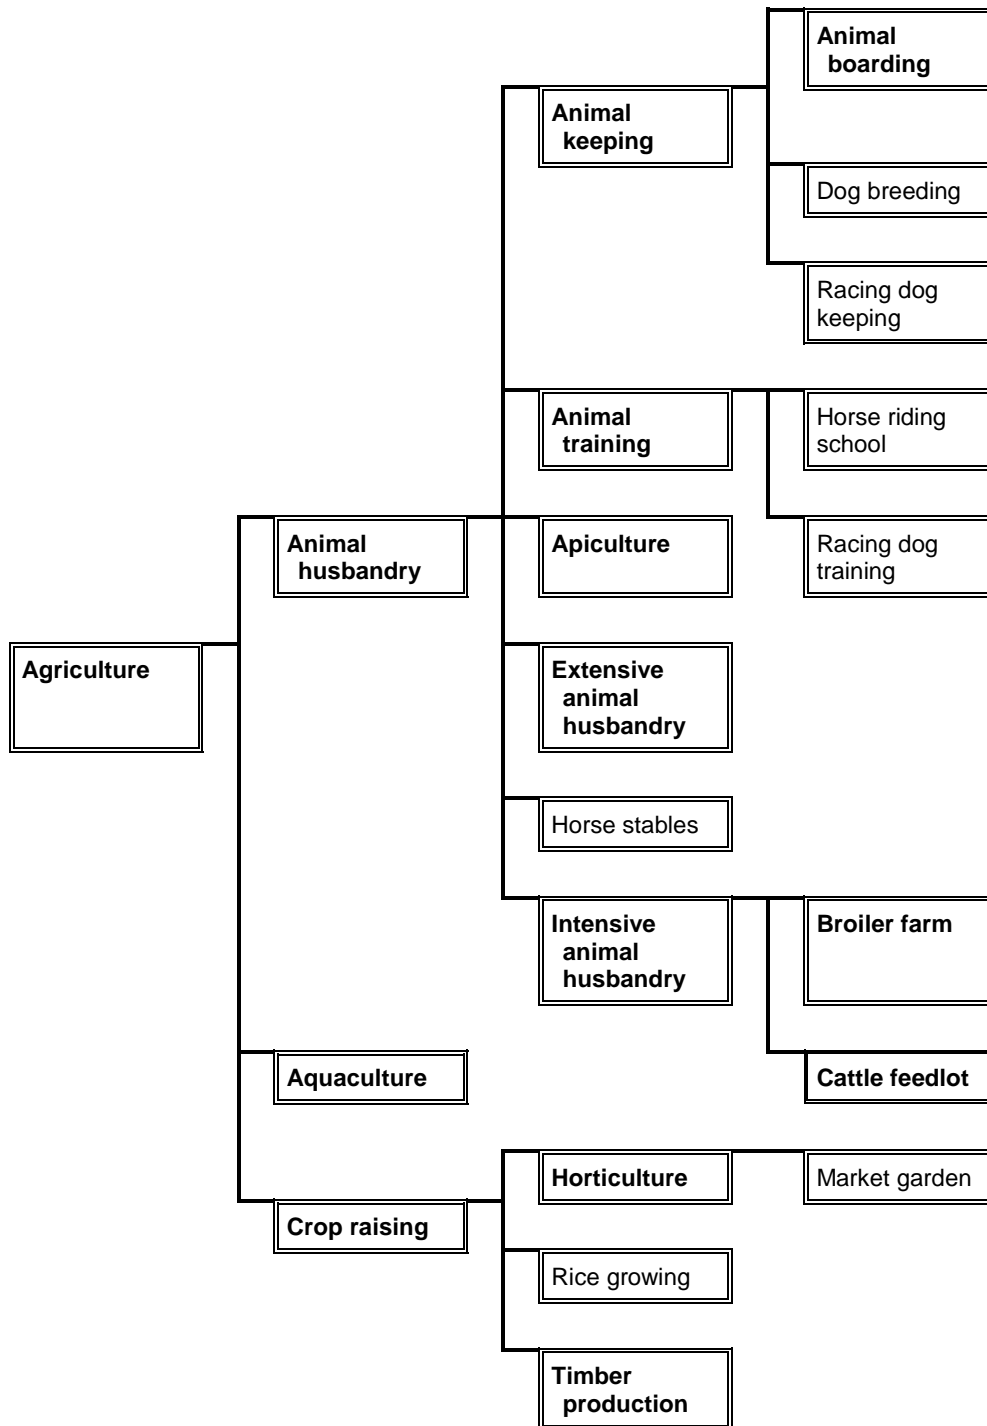 Animal
boarding
Animal
keeping
Dog breeding
Racing dog
keeping
Animal
training
Horse riding
school
Animal
husbandry
Apiculture
Racing dog
training
Agriculture
Extensive
animal
husbandry
Horse stables
Intensive
animal
husbandry
Broiler farm
Aquaculture
Cattle feedlot
Horticulture
Market garden
Crop raising
Rice growing
Timber
production